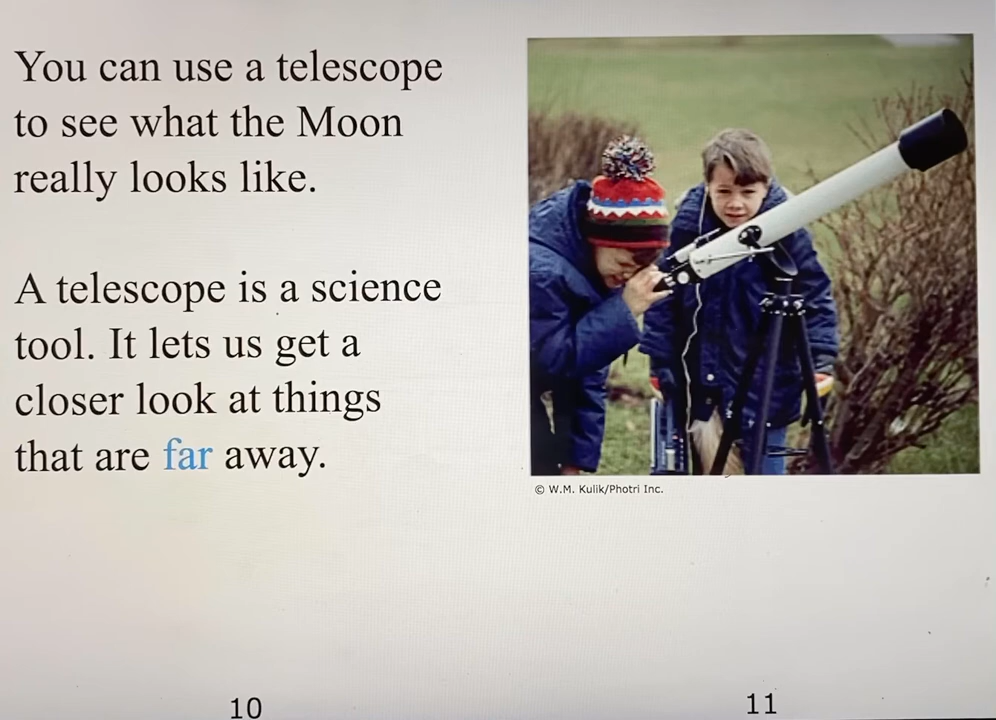 You can use a telescope
to see what the Moon
really looks like.
A telescope is a science
tool. It lets us get a
closer look at things
that are far away.
© W.M. Kulik/Photri Inc.
10
11